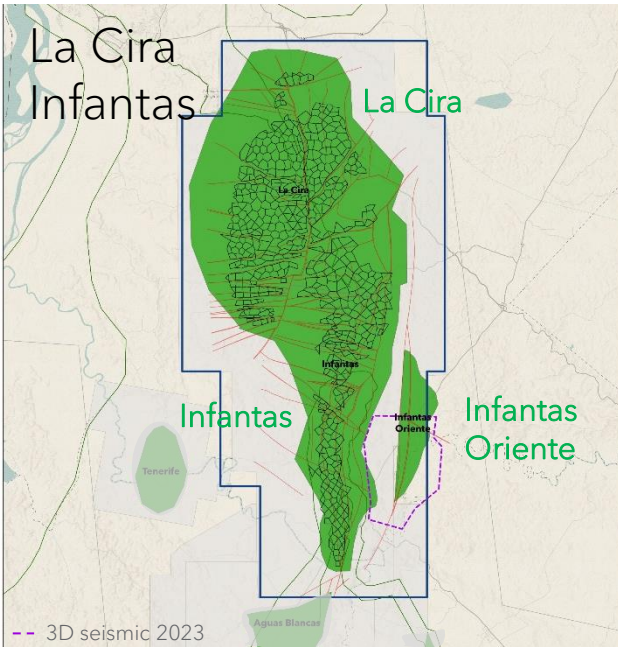 La Cira
Infantas
La Cira
La Cira
Infantas
Infantas
Infantas
Oriente
Infantas
Oriente
Tenerife
Aguas Blancas
3D seismic 2023